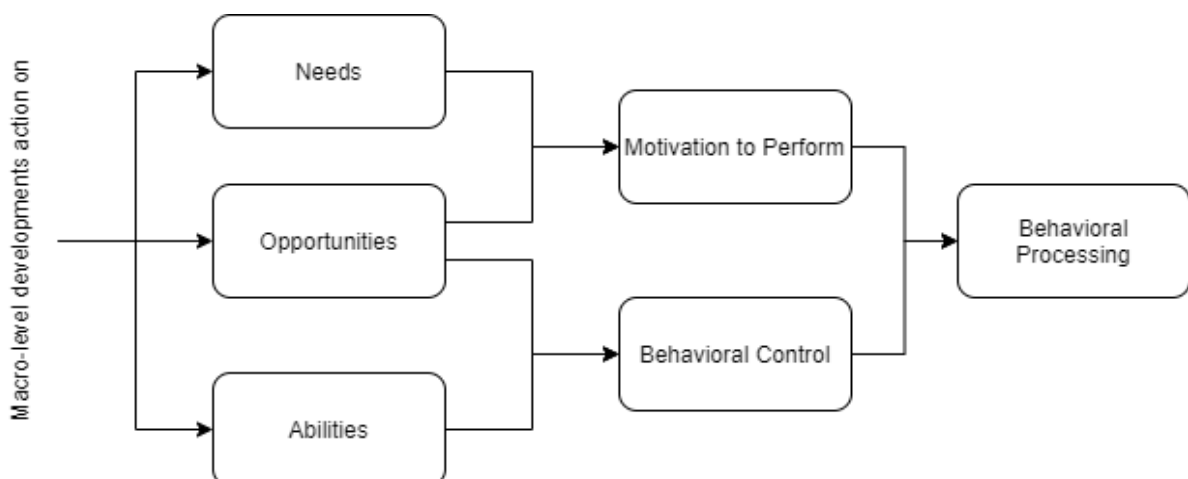 Macro-level developments action on
Needs
Opportunities
Abilities
Motivation to Perform
Behavioral Control
Behavioral
Processing